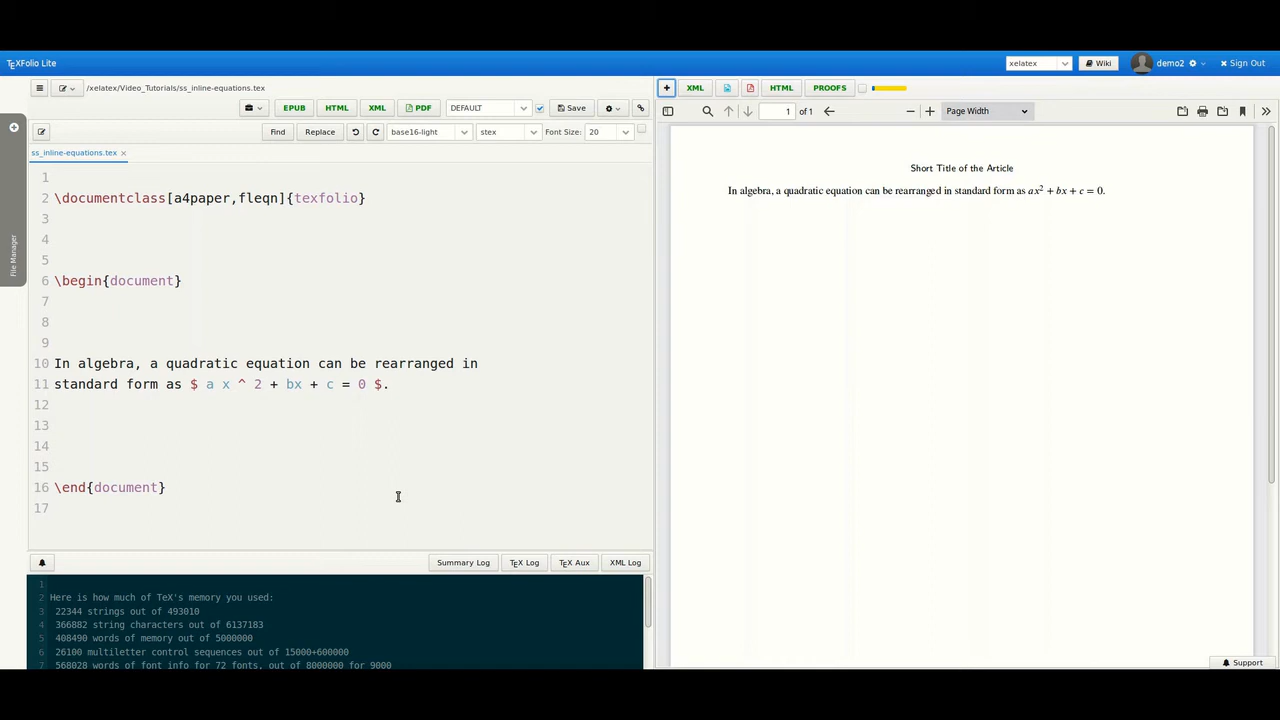 TEXFolio Lite
xelatex
Wiki
demo2
Sign Out
/xelatex/Video_Tutorials/ss_inline-equations.tex
XML
HTML
PROOFS
EPUB
HTML
XML
PDF
DEFAULT
Save
1 of 1
Page Width
Find
Replace
base16-light
stex
Font Size:
20
ss_inline-equations.tex ×
File Manager
1
2 \documentclass[a4paper,fleqn]{texfolio}
3
4
5
6 \begin{document}
7
8
9
10 In algebra, a quadratic equation can be rearranged in
11 standard form as $ a x ^ 2 + bx + c = 0 $.
12
13
14
15
16 \end{document}
17
Short Title of the Article
In algebra, a quadratic equation can be rearranged in standard form as ax² + bx + c = 0.
Summary Log
TEX Log
TEX Aux
XML Log
1
2 Here is how much of TeX's memory you used:
3 22344 strings out of 493010
4 366882 string characters out of 6137183
5 408490 words of memory out of 5000000
6 26100 multiletter control sequences out of 15000+600000
7 568028 words of font info for 72 fonts, out of 8000000 for 9000
Support